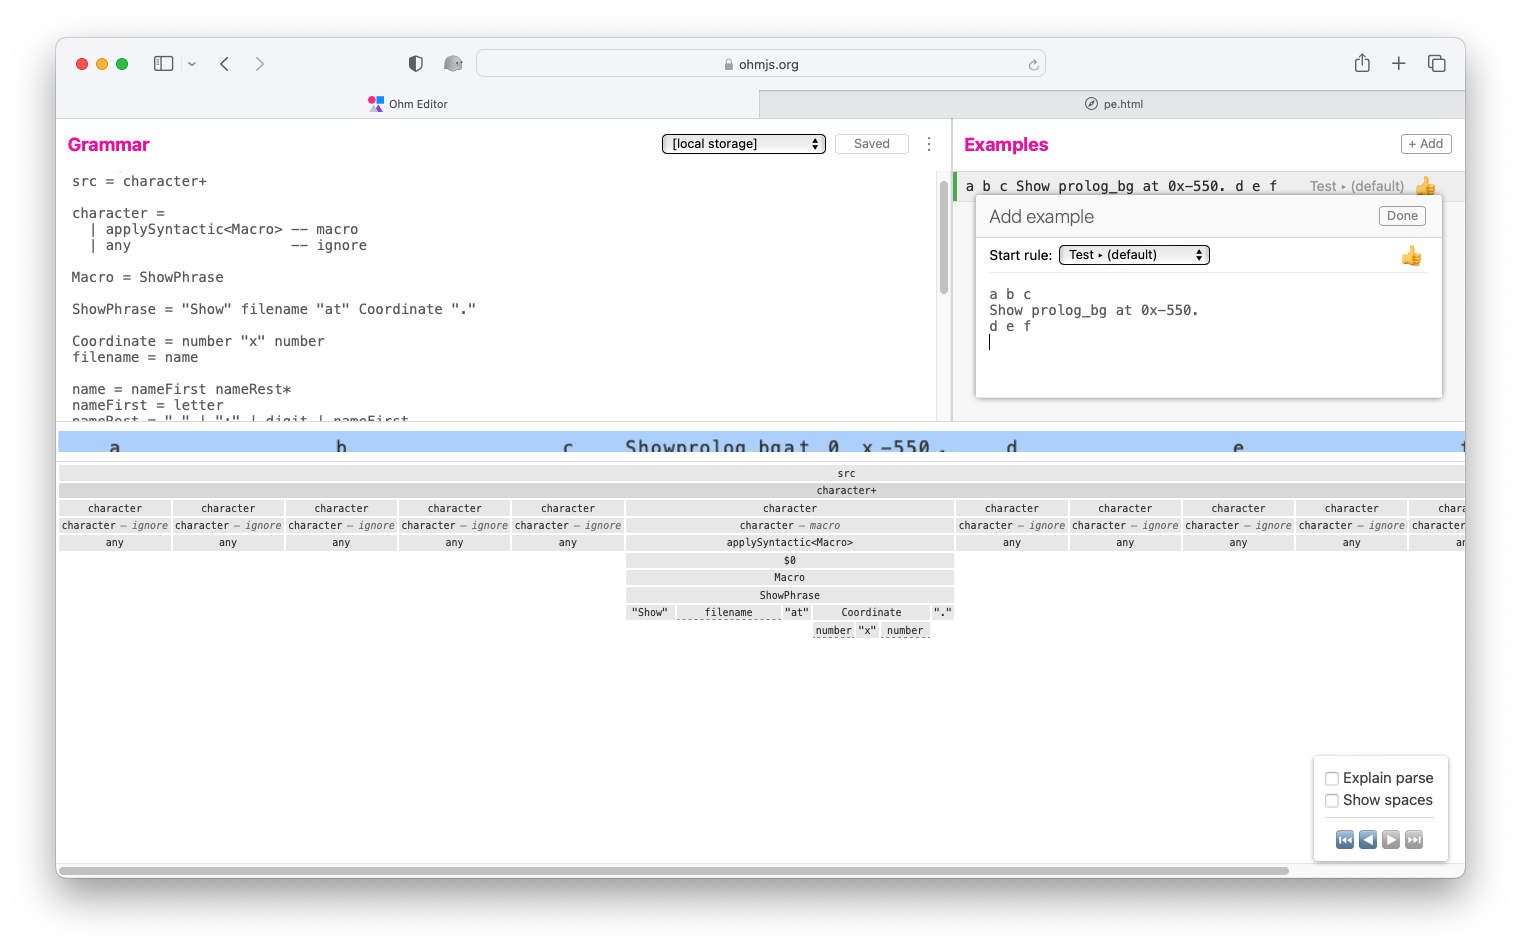 ohmjs.org
Ohm Editor
pe.html
Grammar
[local storage]
Saved
Examples
+ Add
src = character+
character =
| applySyntactic<Macro> -- macro
| any -- ignore
Macro = ShowPhrase
ShowPhrase = "Show" filename "at" Coordinate "."
Coordinate = number "x" number
filename = name
name = nameFirst nameRest*
nameFirst = letter
a b c Show prolog_bg at 0x-550. d e f Test ▸ (default) 👍
Add example
Done
Start rule: Test ▸ (default) 👍
a b c
Show prolog_bg at 0x-550.
d e f
a b c Showprolog_bgat 0 x-550. d e f
src
character+
character character character character character character character character character character
character – ignore character – ignore character – ignore character – ignore character – ignore character – macro character – ignore character – ignore character – ignore character – ignore character
any any any any any applySyntactic<Macro> any any any any
$0
Macro
ShowPhrase
"Show" filename "at" Coordinate "."
number "x" number
Explain parse
Show spaces